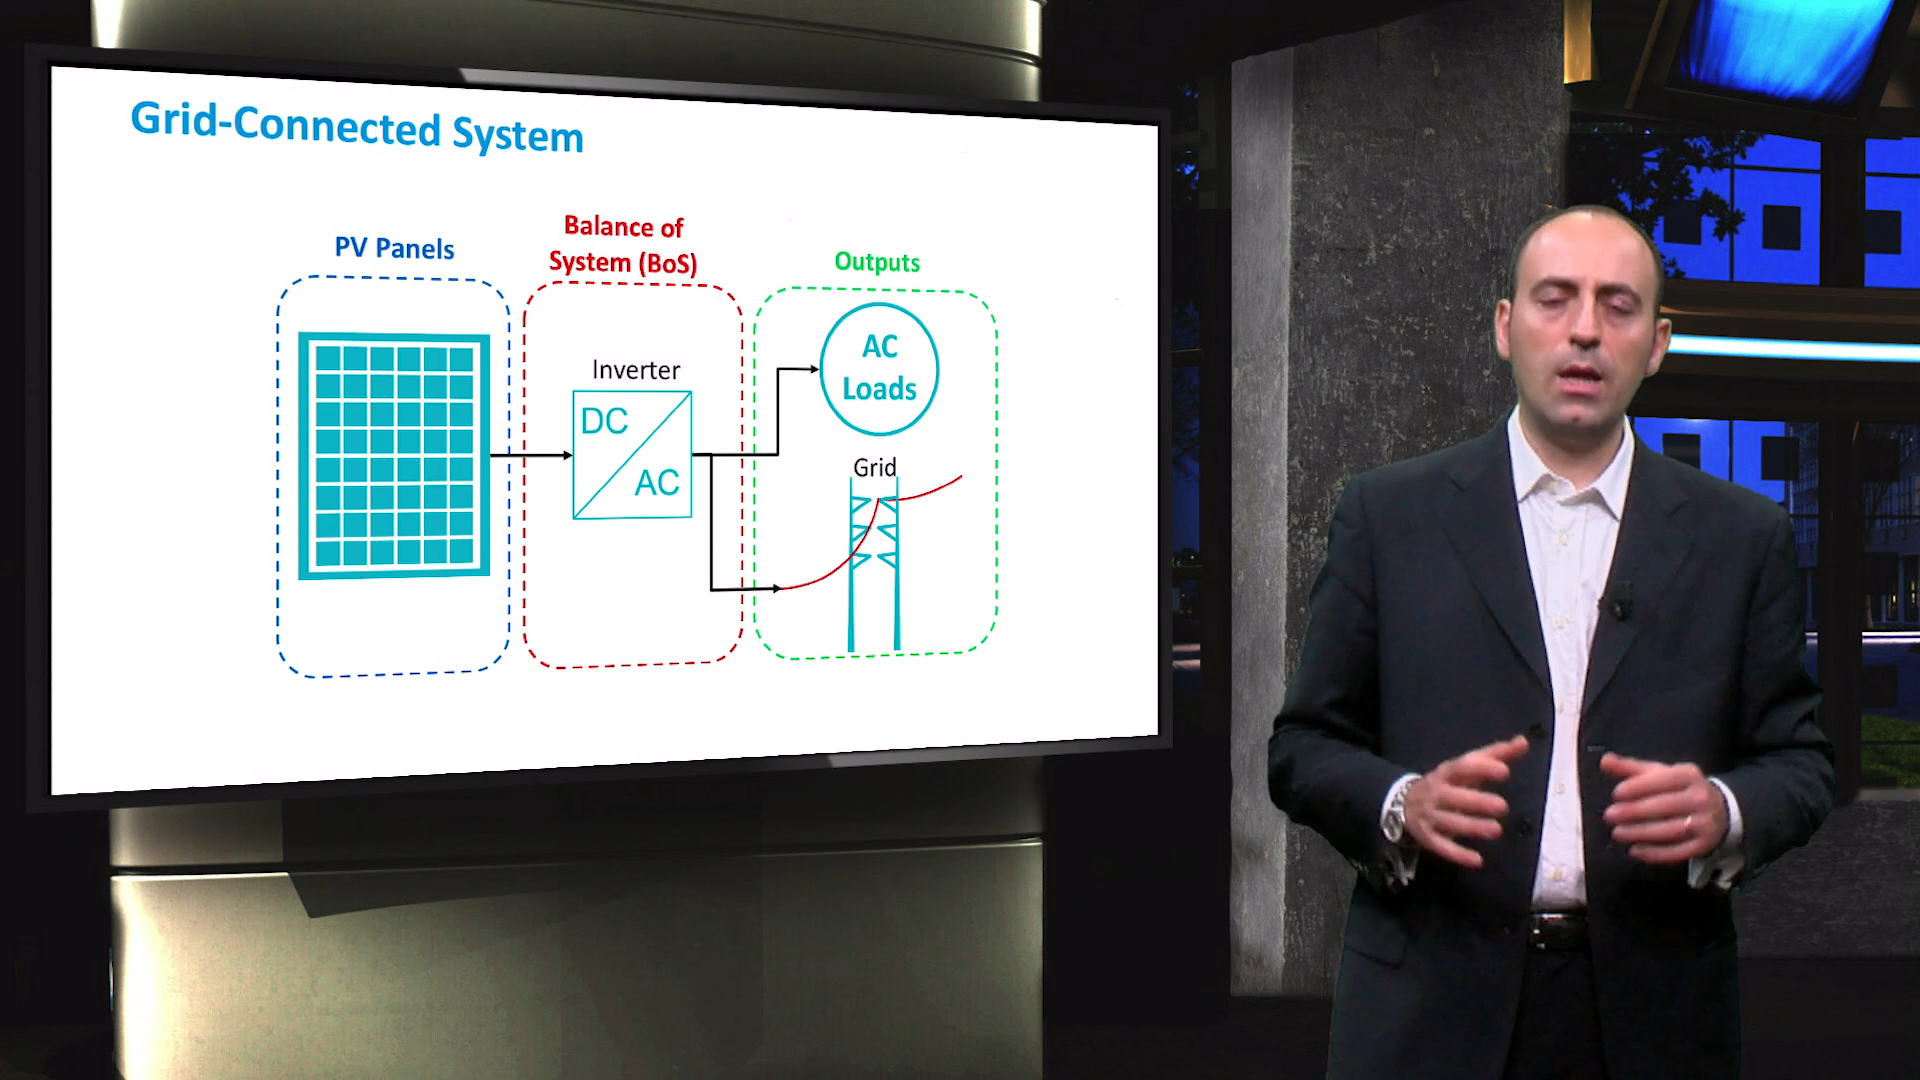 Grid-Connected System
PV Panels
Balance of
System (BoS)
Outputs
Inverter
DC
AC
AC
Loads
Grid